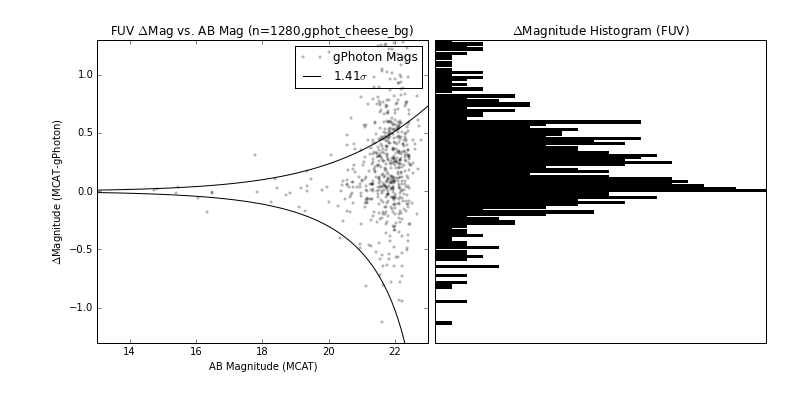 FUV ΔMag vs. AB Mag (n=1280,gphot_cheese_bg)
ΔMagnitude Histogram (FUV)
gPhoton Mags
1.41σ
1.0
0.5
0.0
−0.5
−1.0
ΔMagnitude (MCAT-gPhoton)
14
16
18
20
22
AB Magnitude (MCAT)